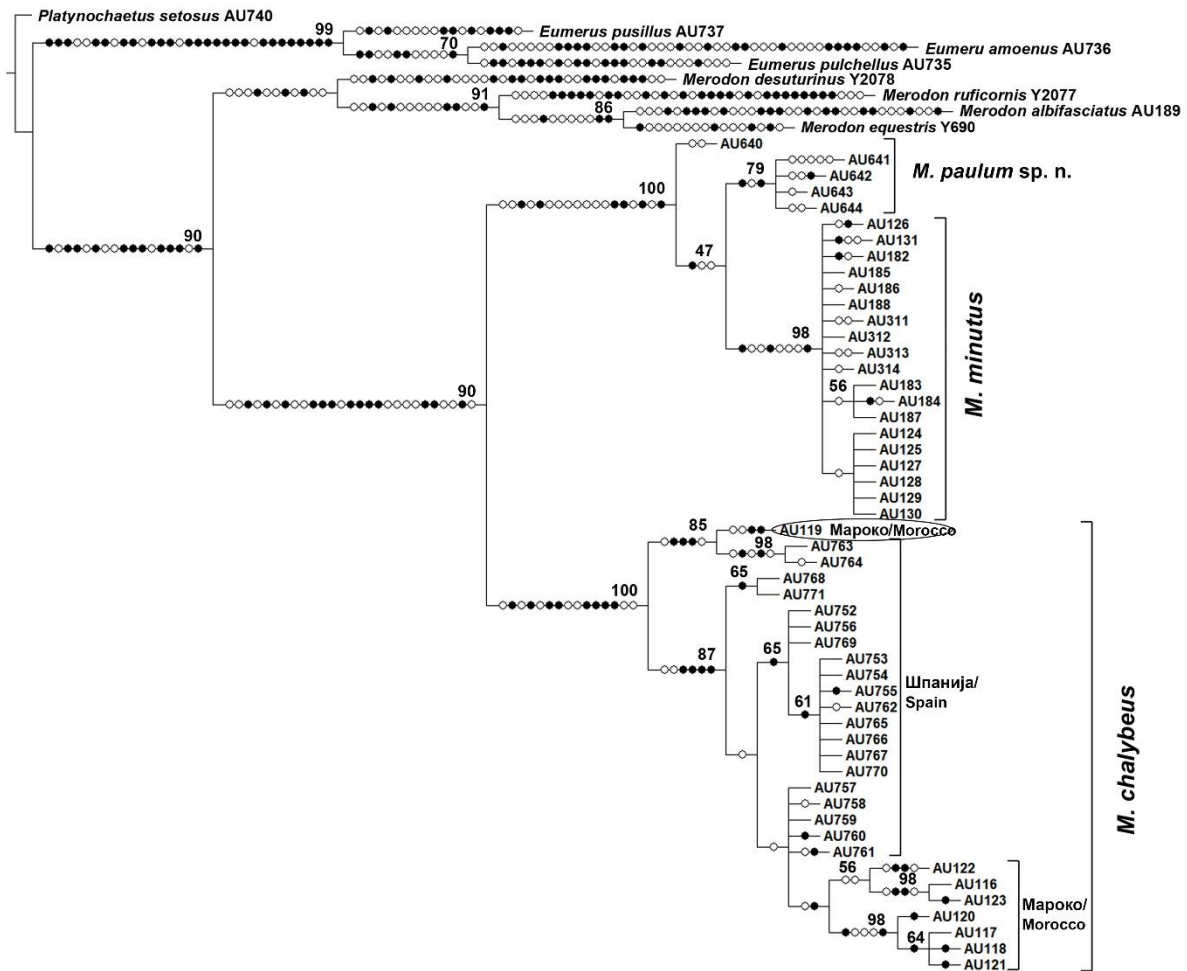 Platynochaetus setosus AU740
99
Eumerus pusillus AU737
70
Eumeru amoenus AU736
Eumerus pulchellus AU735
Merodon desuturinus Y2078
91
Merodon ruficornis Y2077
86
Merodon albifasciatus AU189
Merodon equestris Y690
90
AU640
100
79
AU641
AU642
AU643
AU644
M. paulum sp. n.
47
AU126
AU131
AU182
AU185
AU186
AU188
AU311
AU312
98
AU313
AU314
56
AU183
AU184
AU187
AU124
AU125
AU127
AU128
AU129
AU130
M. minutus
90
85
AU119 Мароко/Morocco
98
AU763
AU764
100
65
AU768
AU771
87
AU752
AU756
65
AU769
AU753
AU754
61
AU755
AU762
AU765
AU766
AU767
AU770
Шпанија/
Spain
AU757
AU758
AU759
AU760
AU761
56
AU122
98
AU116
AU123
98
AU120
64
AU117
AU118
AU121
Мароко/
Morocco
M. chalybeus